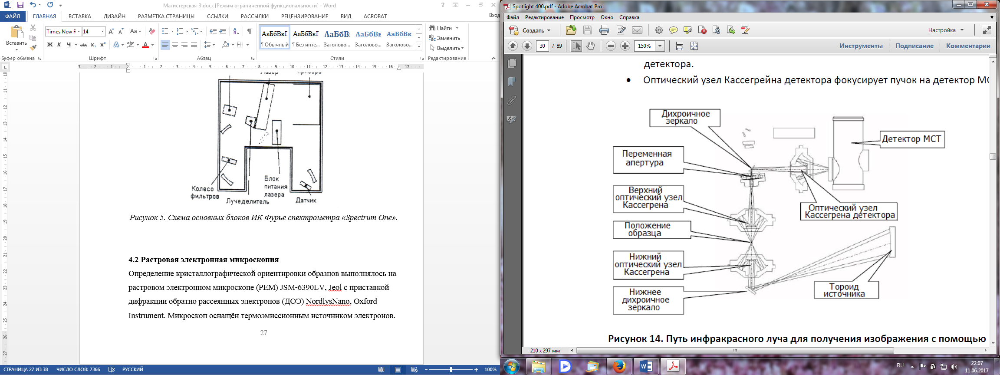 Магистерская_3.docx [Режим ограниченной функциональности] - Word
ФАЙЛ ГЛАВНАЯ ВСТАВКА ДИЗАЙН РАЗМЕТКА СТРАНИЦЫ ССЫЛКИ РАССЫЛКИ РЕЦЕНЗИРОВАНИЕ ВИД ACROBAT Вход
Вставить
Times New R 14
Ж К Ч abc x₂ x²
АаБбВвГ АаБбВвГ АаБбВ АаБбВв АаБбВв
¶ Обычный ¶ Без инте... Заголово... Заголово... Заголово...
Найти
Заменить
Выделить
Буфер обмена Шрифт Абзац Стили Редактирование
3 2 1 1 2 3 4 5 6 7 8 9 10 11 12 13 14 15 16 17
Колесо
фильтров
Лучеделитель
Блок
питания
лазера
Датчик
Рисунок 5. Схема основных блоков ИК Фурье спектрометра «Spectrum One».
4.2 Растровая электронная микроскопия
Определение кристаллографической ориентировки образцов выполнялось на
растровом электронном микроскопе (РЕМ) JSM-6390LV, Jeol с приставкой
дифракции обратно рассеянных электронов (ДОЭ) NordlysNano, Oxford
Instrument. Микроскоп оснащён термоэмиссионным источником электронов.
27
СТРАНИЦА 27 ИЗ 38 ЧИСЛО СЛОВ: 7366 РУССКИЙ 100%
Spotlight 400.pdf - Adobe Acrobat Pro
Файл Редактирование Просмотр Окно Справка
Создать Настройка
30 / 89 150% Инструменты Подписание Комментарии
детектора.
• Оптический узел Кассегрейна детектора фокусирует пучок на детектор
Дихроичное
зеркало
Детектор МСТ
Переменная
апертура
Верхний
оптический узел
Кассегрена
Оптический узел
Кассегрена детектора
Положение
образца
Нижний
оптический узел
Кассегрена
Тороид
источника
Нижнее
дихроичное
зеркало
Рисунок 14. Путь инфракрасного луча для получения изображения с помощью
210 x 297 мм
RU 22:07
11.06.2017